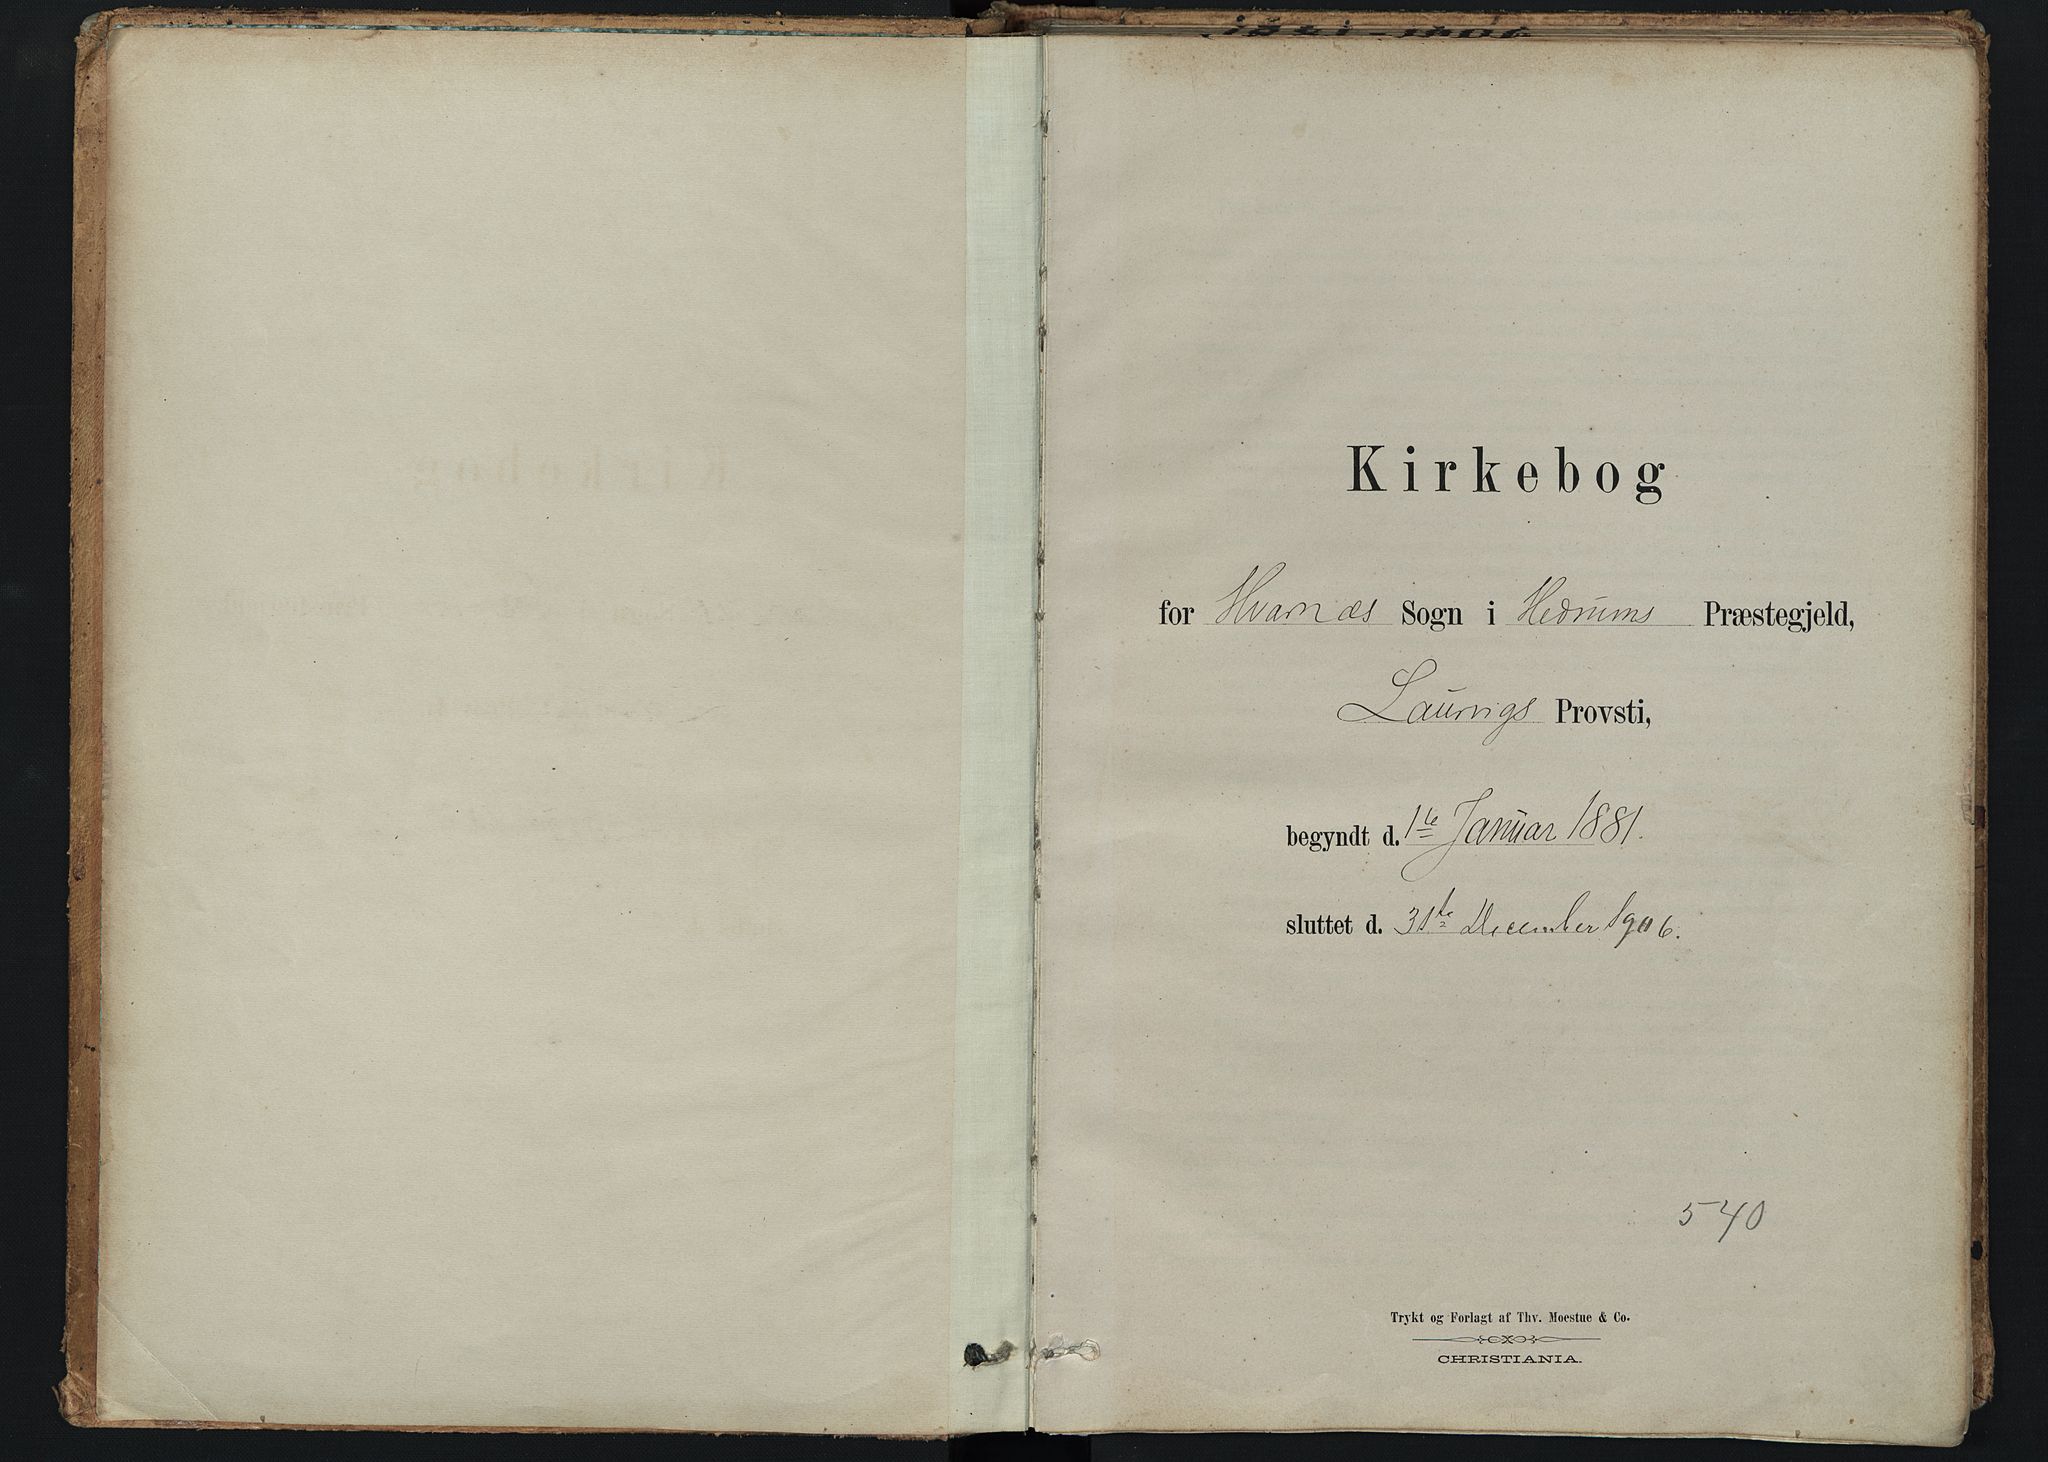 Kirkebog
for Hvarnæs Sogn i Hedrums Præstegjeld,
Laurvigs Provsti,
begyndt d. 1te Januar 1881.
sluttet d. 31te December 1906.
540
Trykt og Forlagt af Thv. Moestue & Co.
CHRISTIANIA.